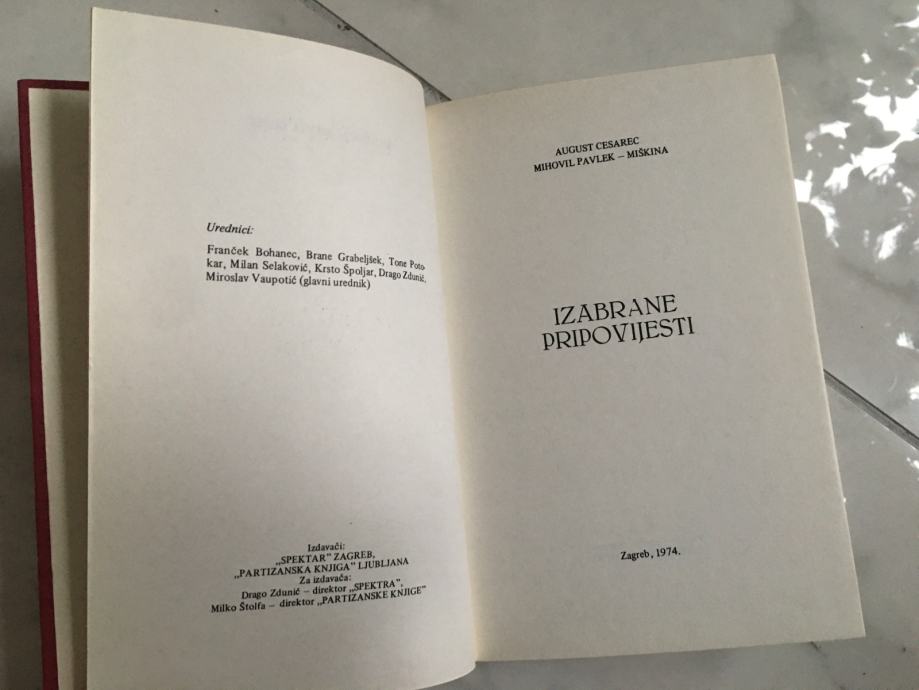 Urednici:
Franček Bohanec, Brane Grabeljšek, Tone Poto-
kar, Milan Selaković, Krsto Špoljar, Drago Zdunić,
Miroslav Vaupotić (glavni urednik)
Izdavači:
„SPEKTAR” ZAGREB,
„PARTIZANSKA KNJIGA” LJUBLJANA
Za izdavača:
Drago Zdunić – direktor „SPEKTRA”,
Milko Štolfa – direktor „PARTIZANSKE KNJIGE”
AUGUST CESAREC
MIHOVIL PAVLEK – MIŠKINA
IZABRANE
PRIPOVIJESTI
Zagreb, 1974.